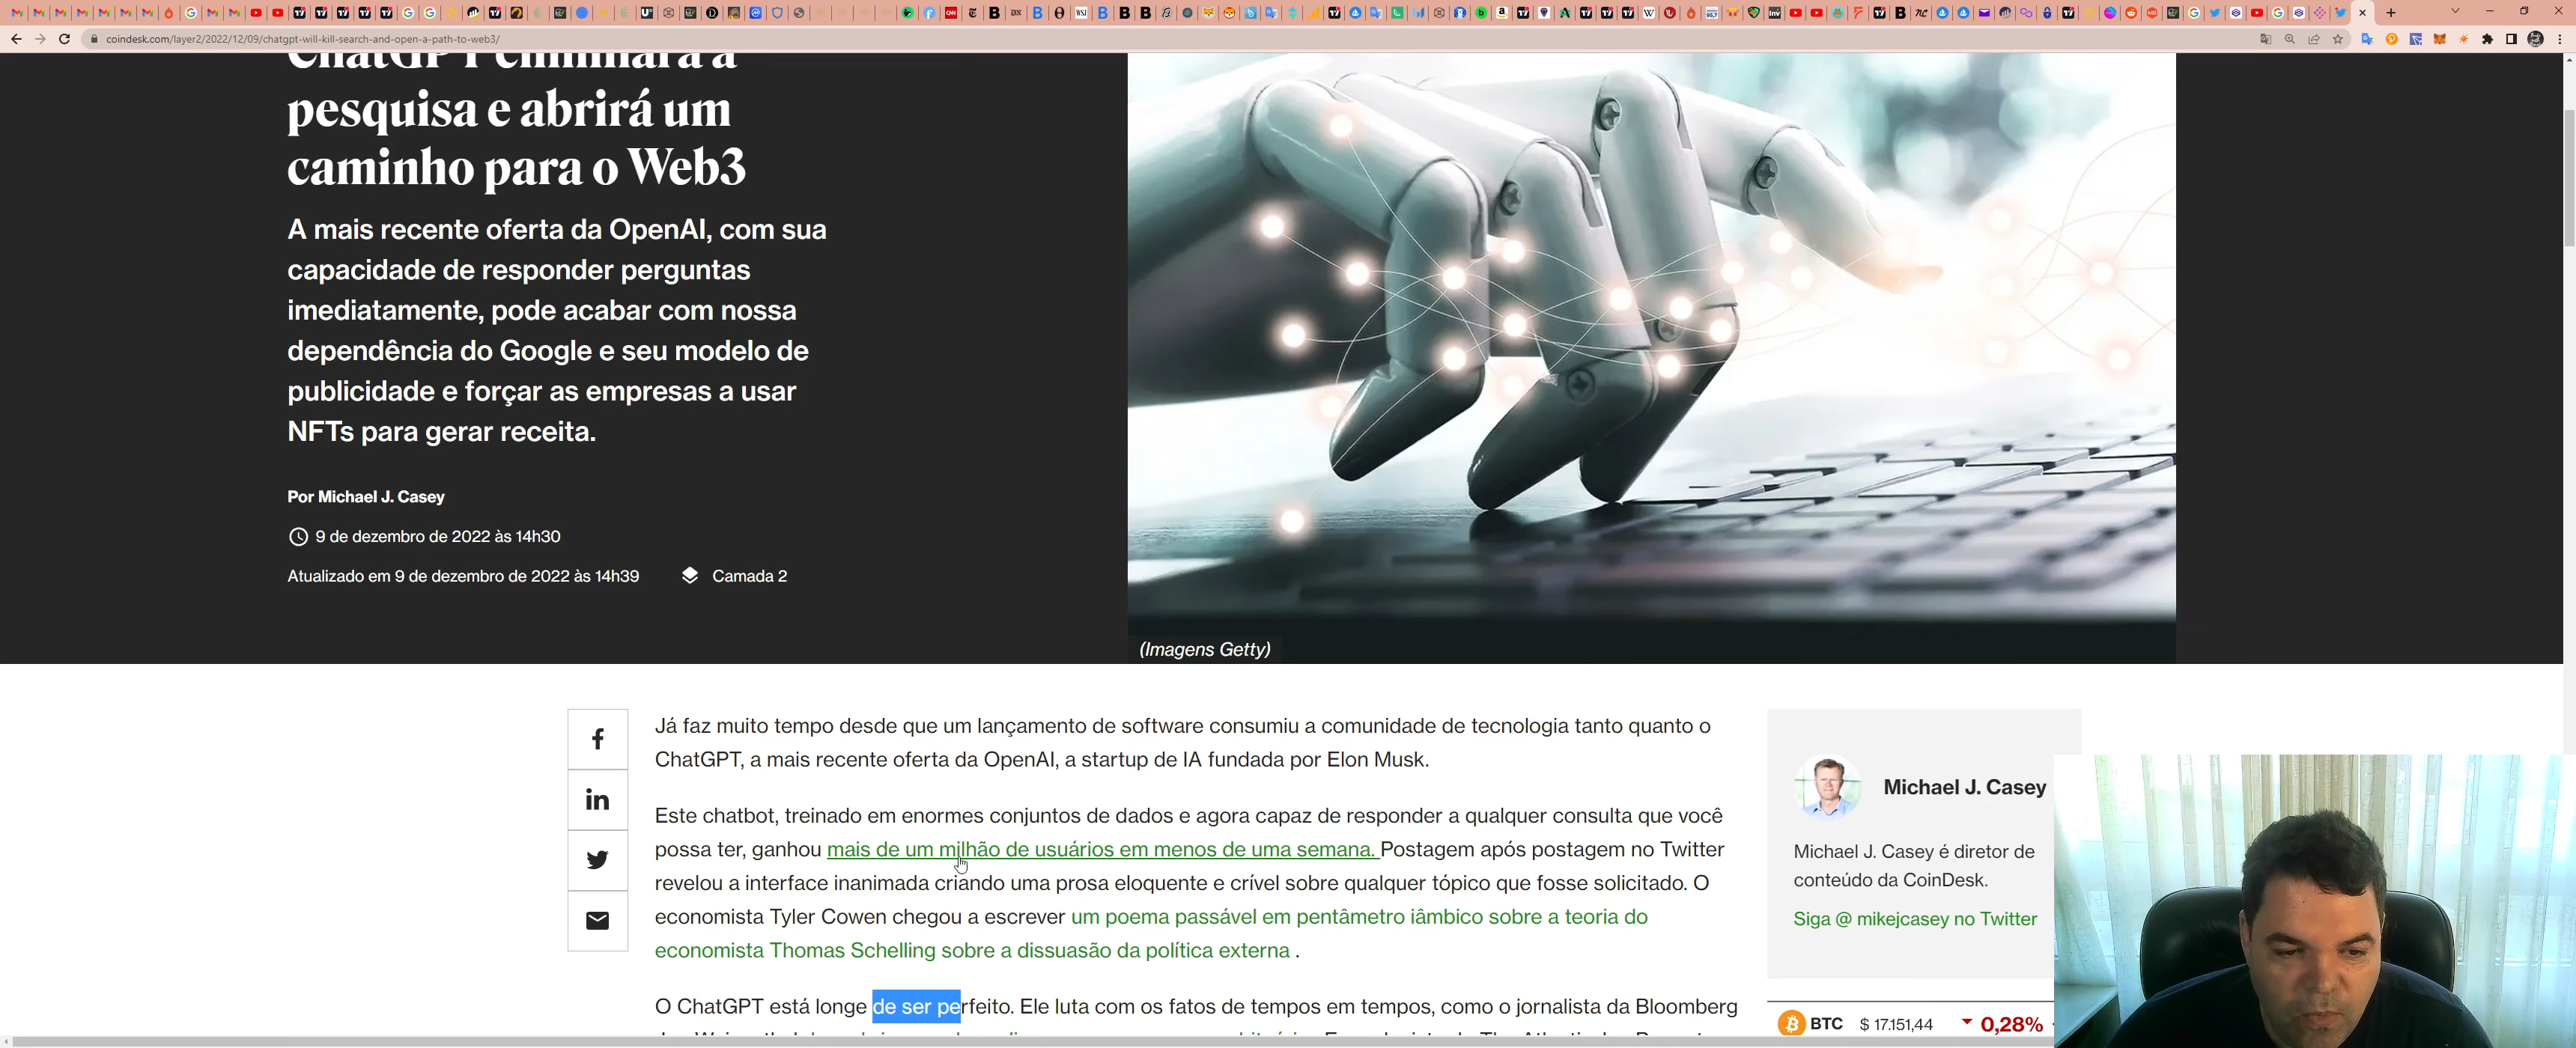 coindesk.com/layer2/2022/12/09/chatgpt-will-kill-search-and-open-a-path-to-web3/
ChatGPT eliminará a
pesquisa e abrirá um
caminho para o Web3
A mais recente oferta da OpenAI, com sua
capacidade de responder perguntas
imediatamente, pode acabar com nossa
dependência do Google e seu modelo de
publicidade e forçar as empresas a usar
NFTs para gerar receita.
Por Michael J. Casey
9 de dezembro de 2022 às 14h30
Atualizado em 9 de dezembro de 2022 às 14h39
Camada 2
(Imagens Getty)
Já faz muito tempo desde que um lançamento de software consumiu a comunidade de tecnologia tanto quanto o
ChatGPT, a mais recente oferta da OpenAI, a startup de IA fundada por Elon Musk.
Este chatbot, treinado em enormes conjuntos de dados e agora capaz de responder a qualquer consulta que você
possa ter, ganhou mais de um milhão de usuários em menos de uma semana. Postagem após postagem no Twitter
revelou a interface inanimada criando uma prosa eloquente e crível sobre qualquer tópico que fosse solicitado. O
economista Tyler Cowen chegou a escrever um poema passável em pentâmetro iâmbico sobre a teoria do
economista Thomas Schelling sobre a dissuasão da política externa .
O ChatGPT está longe de ser perfeito. Ele luta com os fatos de tempos em tempos, como o jornalista da Bloomberg
Michael J. Casey
Michael J. Casey é diretor de
conteúdo da CoinDesk.
Siga @ mikejcasey no Twitter
BTC $ 17.151,44 0,28%